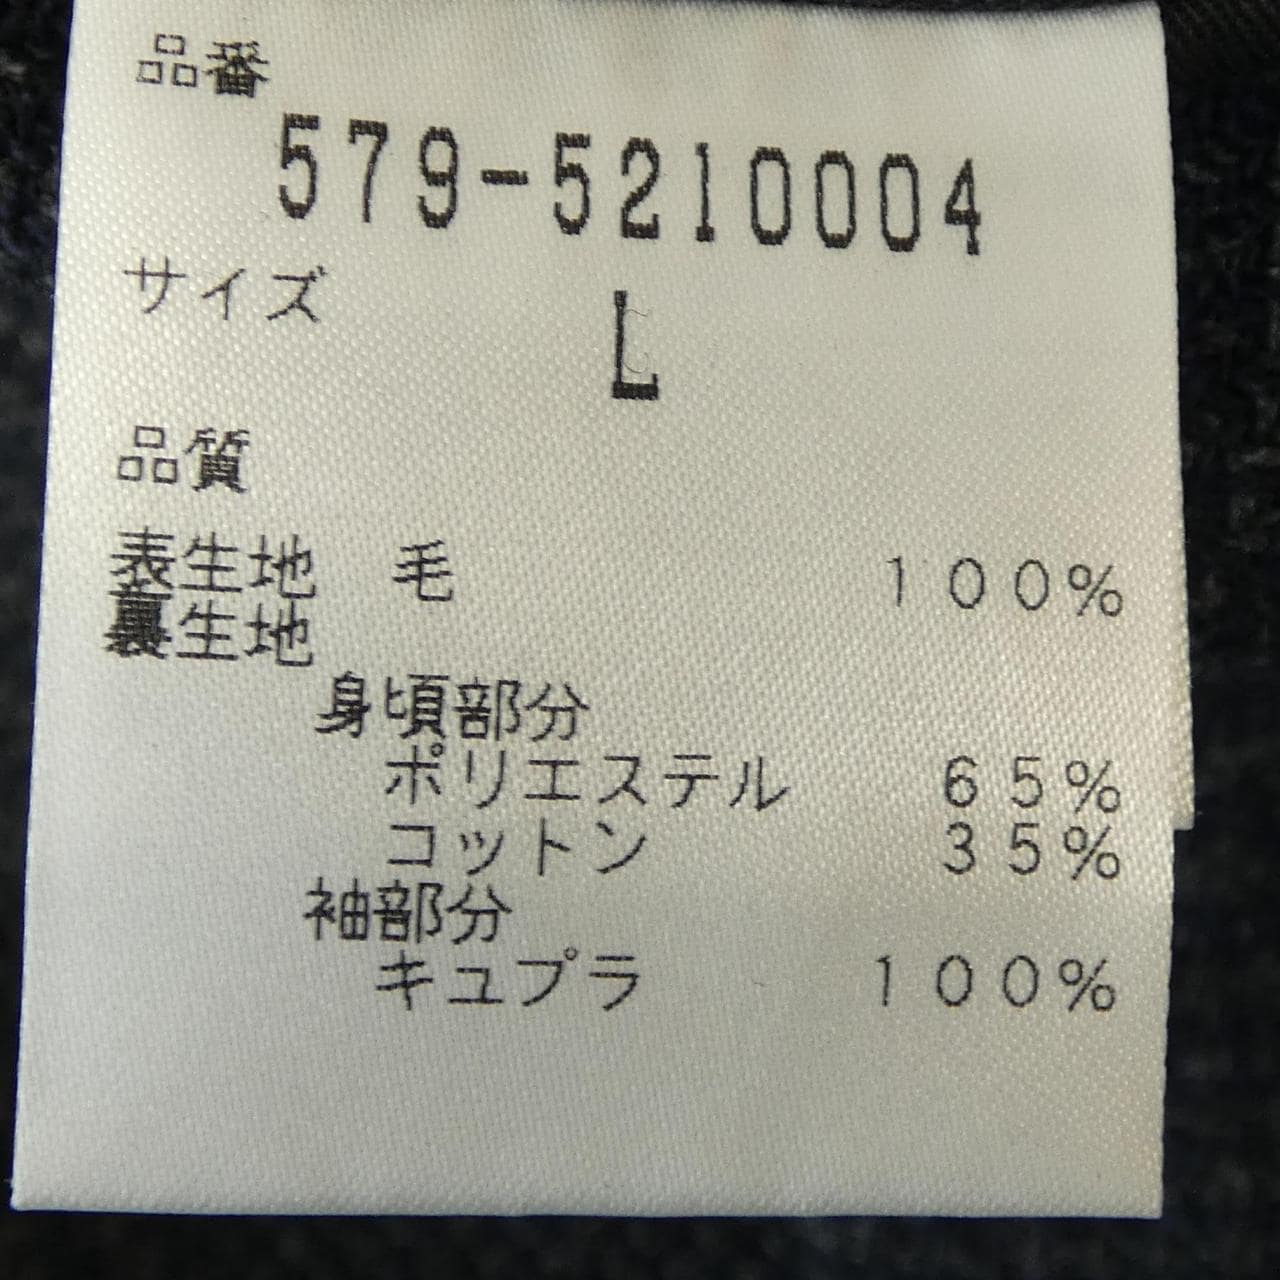 品番
579-5210004
サイズ
L
品質
表生地 毛 100%
裏生地
身頃部分
ポリエステル 65%
コットン 35%
袖部分
キュプラ 100%